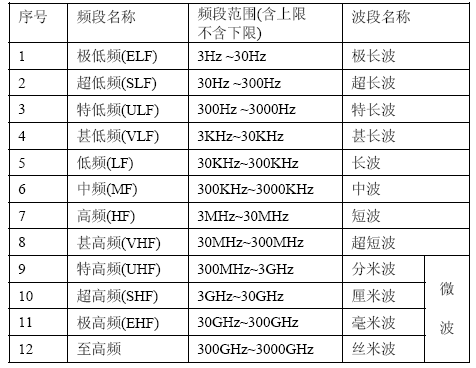 序号 频段名称 频段范围(含上限不含下限) 波段名称
1 极低频(ELF) 3Hz ~30Hz 极长波
2 超低频(SLF) 30Hz ~300Hz 超长波
3 特低频(ULF) 300Hz ~3000Hz 特长波
4 甚低频(VLF) 3KHz~30KHz 甚长波
5 低频(LF) 30KHz~300KHz 长波
6 中频(MF) 300KHz~3000KHz 中波
7 高频(HF) 3MHz~30MHz 短波
8 甚高频(VHF) 30MHz~300MHz 超短波
9 特高频(UHF) 300MHz~3GHz 分米波 微波
10 超高频(SHF) 3GHz~30GHz 厘米波
11 极高频(EHF) 30GHz~300GHz 毫米波
12 至高频 300GHz~3000GHz 丝米波